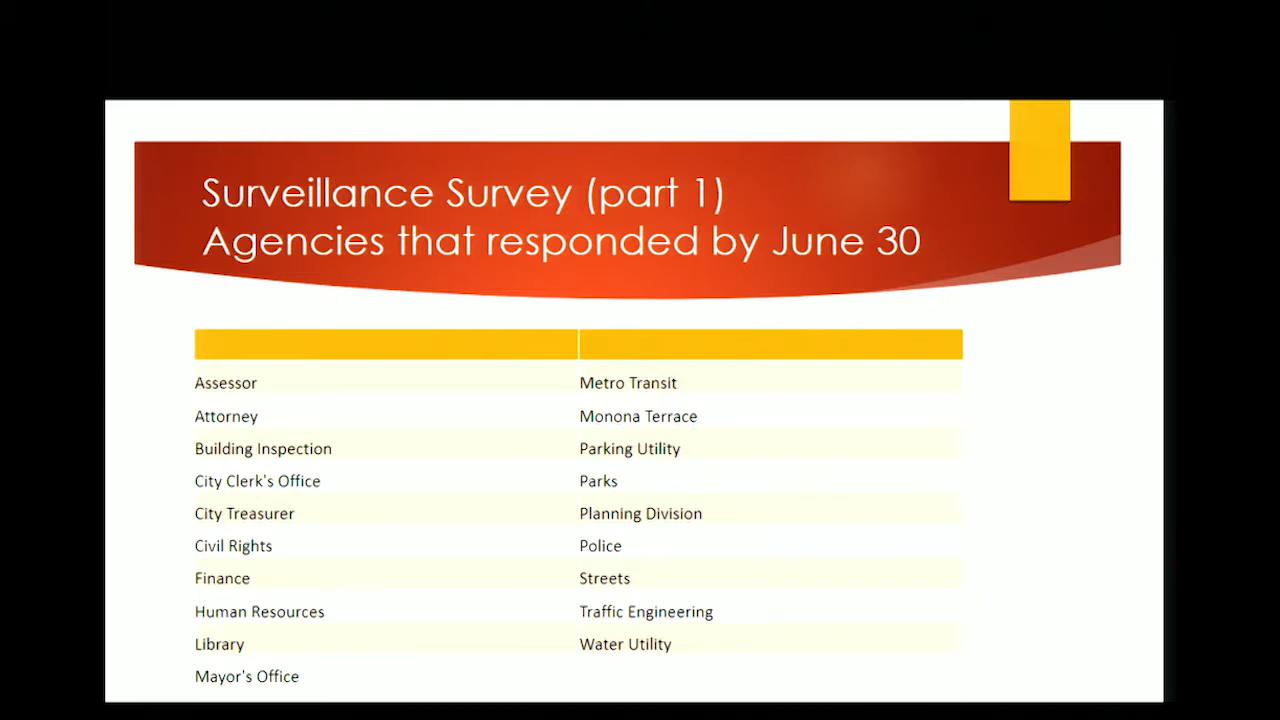 Surveillance Survey (part 1)
Agencies that responded by June 30
Assessor Metro Transit
Attorney Monona Terrace
Building Inspection Parking Utility
City Clerk's Office Parks
City Treasurer Planning Division
Civil Rights Police
Finance Streets
Human Resources Traffic Engineering
Library Water Utility
Mayor's Office